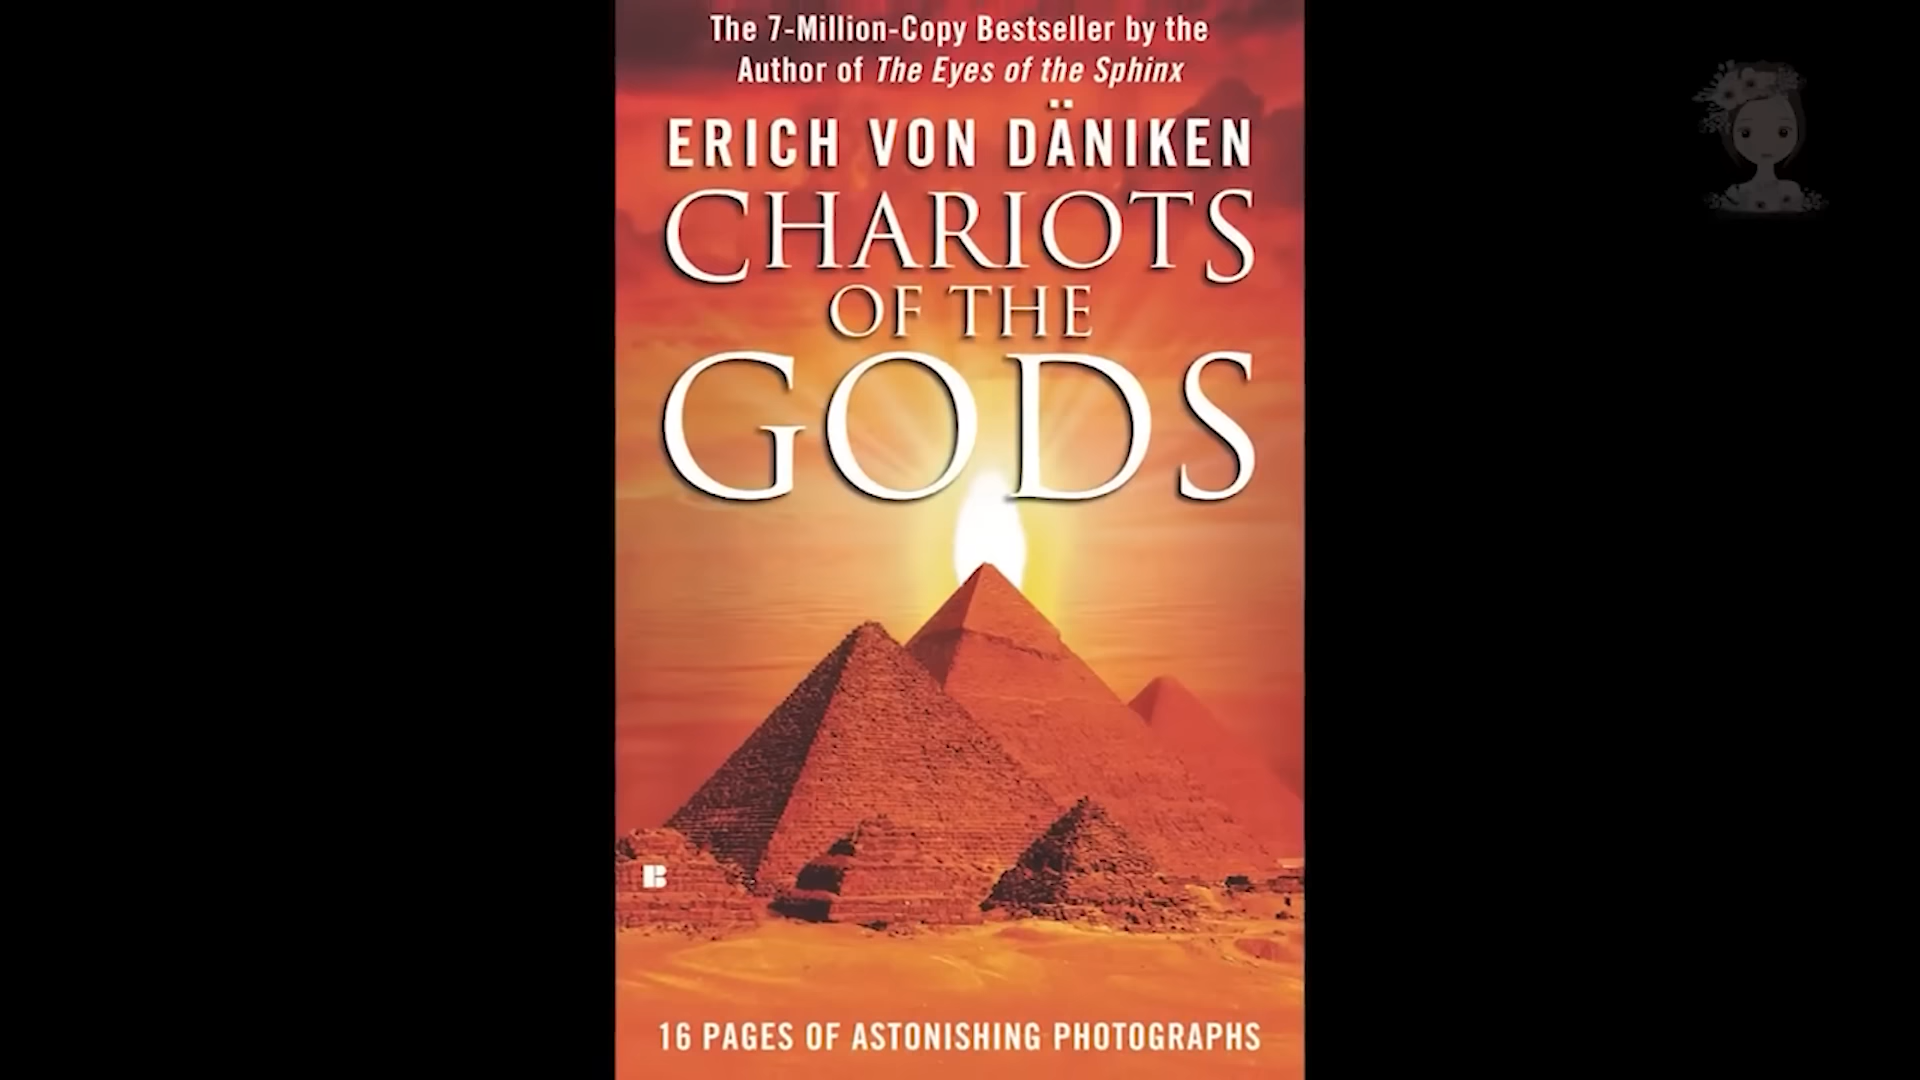 The 7-Million-Copy Bestseller by the
Author of The Eyes of the Sphinx
ERICH VON DÄNIKEN
CHARIOTS
OF THE
GODS
B
16 PAGES OF ASTONISHING PHOTOGRAPHS